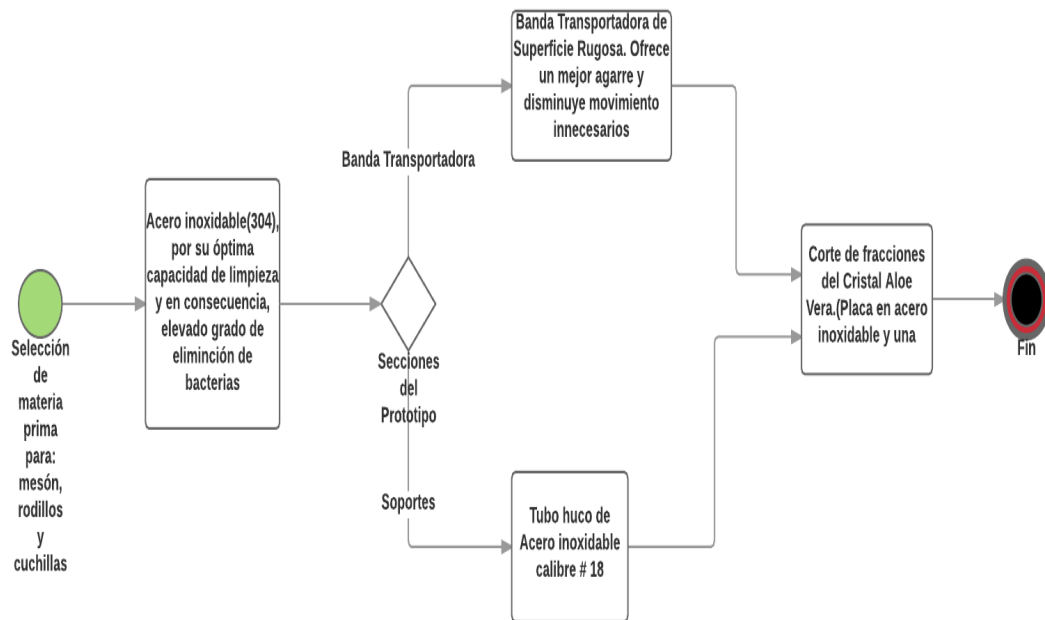 Selección
de
materia
prima
para:
mesón,
rodillos
y
cuchillas
Acero inoxidable(304),
por su óptima
capacidad de limpieza
y en consecuencia,
elevado grado de
eliminción de
bacterias
Secciones
del
Prototipo
Banda Transportadora
Banda Transportadora de
Superficie Rugosa. Ofrece
un mejor agarre y
disminuye movimiento
innecesarios
Soportes
Tubo huco de
Acero inoxidable
calibre # 18
Corte de fracciones
del Cristal Aloe
Vera.(Placa en acero
inoxidable y una
Fin